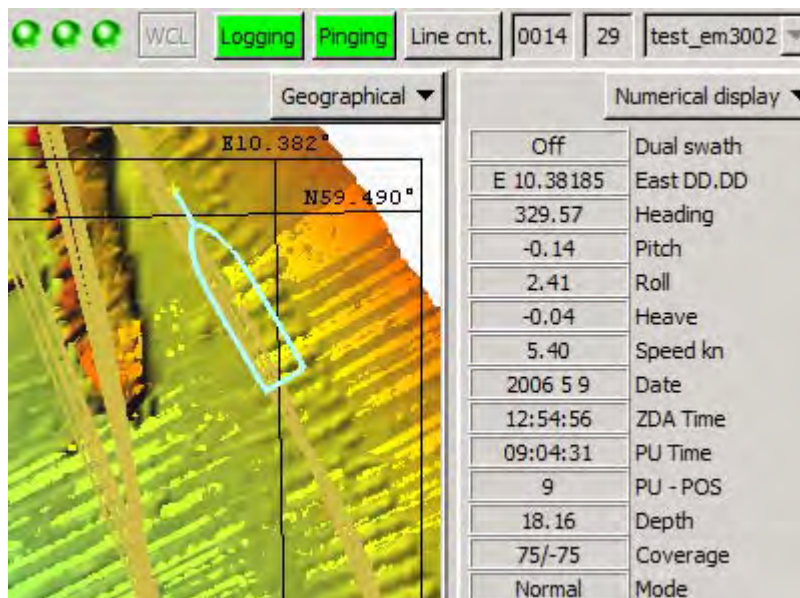 WCL Logging Pinging Line cnt. 0014 29 test_em3002
Geographical Numerical display
E10.382°
N59.490°
Off Dual swath
E 10.38185 East DD.DD
329.57 Heading
-0.14 Pitch
2.41 Roll
-0.04 Heave
5.40 Speed kn
2006 5 9 Date
12:54:56 ZDA Time
09:04:31 PU Time
9 PU - POS
18.16 Depth
75/-75 Coverage
Normal Mode